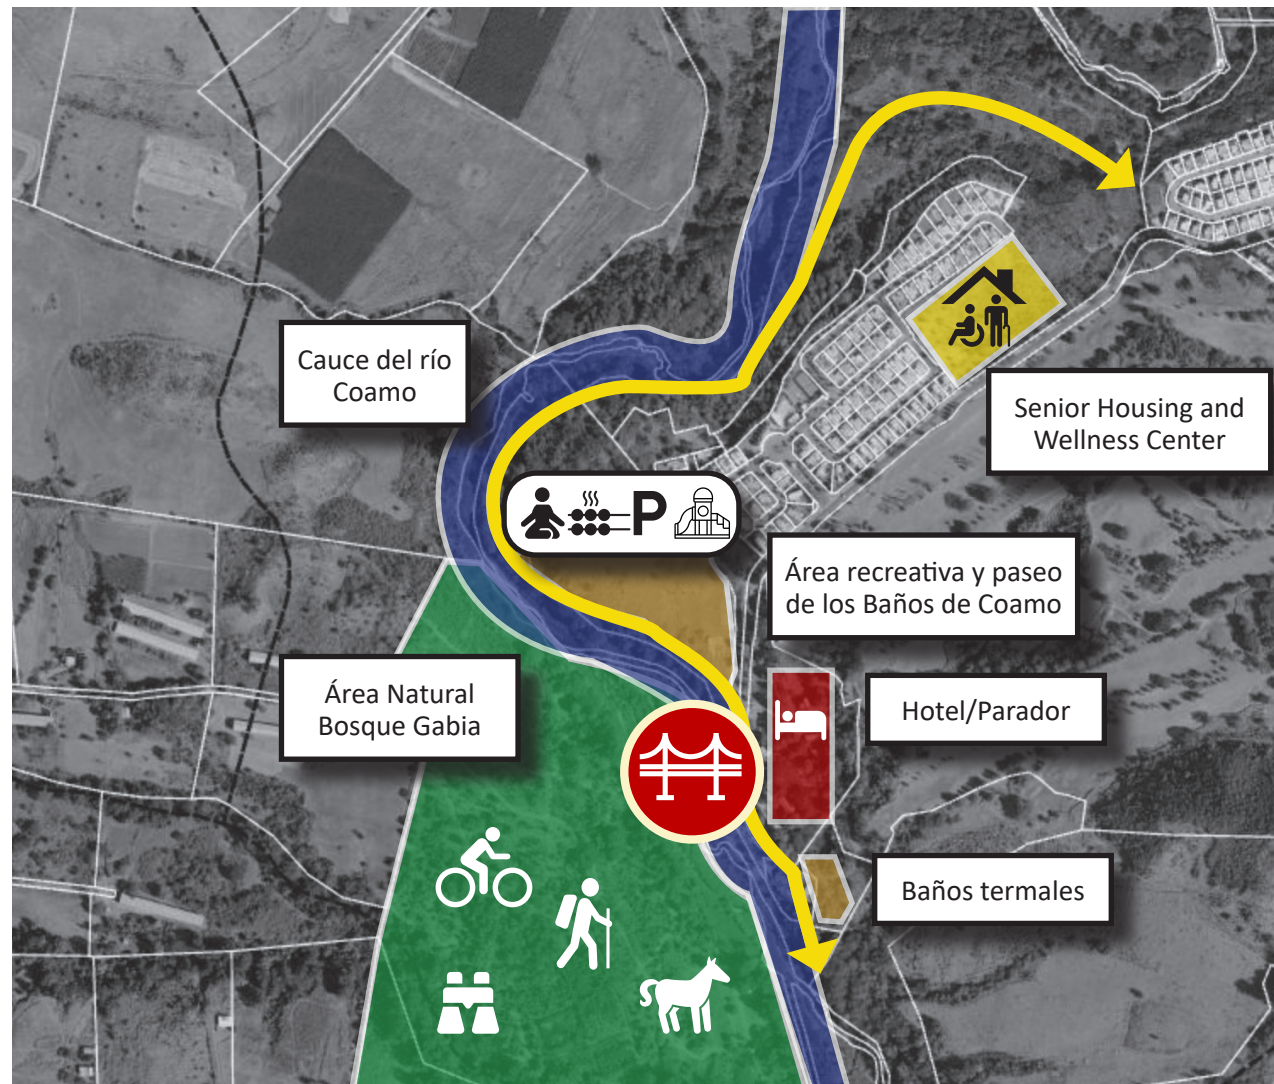 Cauce del río
Coamo
Senior Housing and
Wellness Center
P
Área recreativa y paseo
de los Baños de Coamo
Área Natural
Bosque Gabia
Hotel/Parador
Baños termales